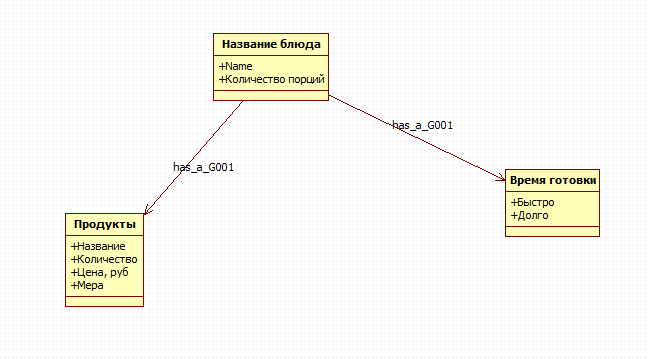 Название блюда
+Name
+Количество порций
has_a_G001
has_a_G001
Время готовки
+Быстро
+Долго
Продукты
+Название
+Количество
+Цена, руб
+Мера